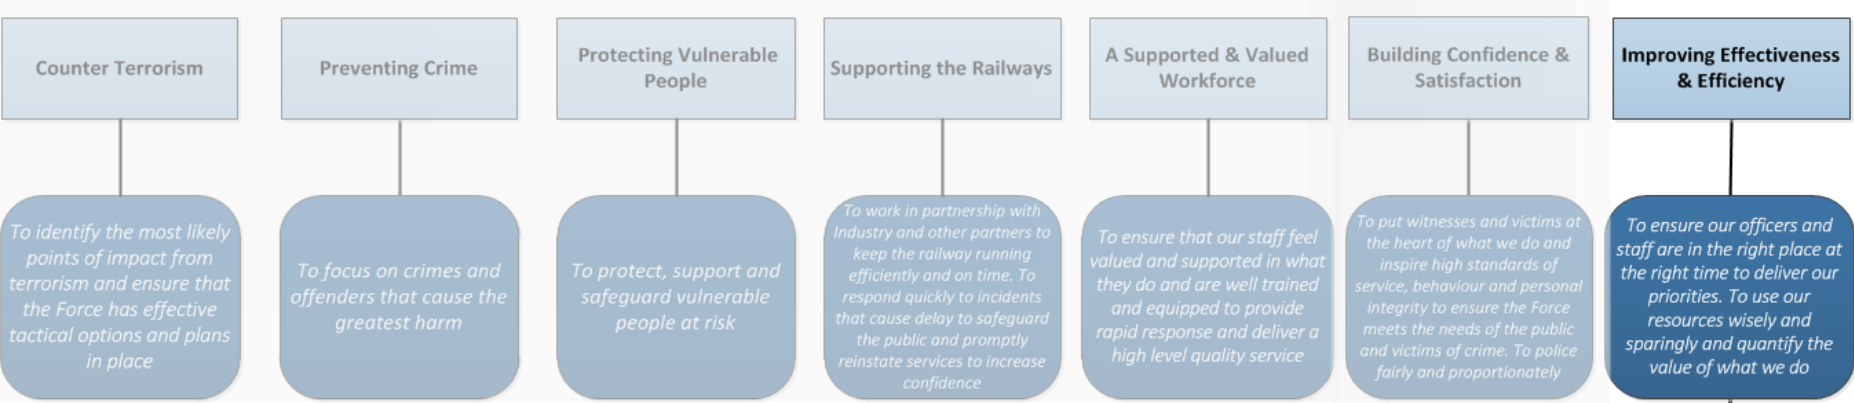 Counter Terrorism
Preventing Crime
Protecting Vulnerable
People
Supporting the Railways
A Supported & Valued
Workforce
Building Confidence &
Satisfaction
Improving Effectiveness
& Efficiency
To identify the most likely
points of impact from
terrorism and ensure that
the Force has effective
tactical options and plans
in place
To focus on crimes and
offenders that cause the
greatest harm
To protect, support and
safeguard vulnerable
people at risk
To work in partnership with
Industry and other partners to
keep the railway running
efficiently and on time. To
respond quickly to incidents
that cause delay to safeguard
the public and promptly
reinstate services to increase
confidence
To ensure that our staff feel
valued and supported in what
they do and are well trained
and equipped to provide
rapid response and deliver a
high level quality service
To put witnesses and victims at
the heart of what we do and
inspire high standards of
service, behaviour and personal
integrity to ensure the Force
meets the needs of the public
and victims of crime. To police
fairly and proportionately
To ensure our officers and
staff are in the right place at
the right time to deliver our
priorities. To use our
resources wisely and
sparingly and quantify the
value of what we do